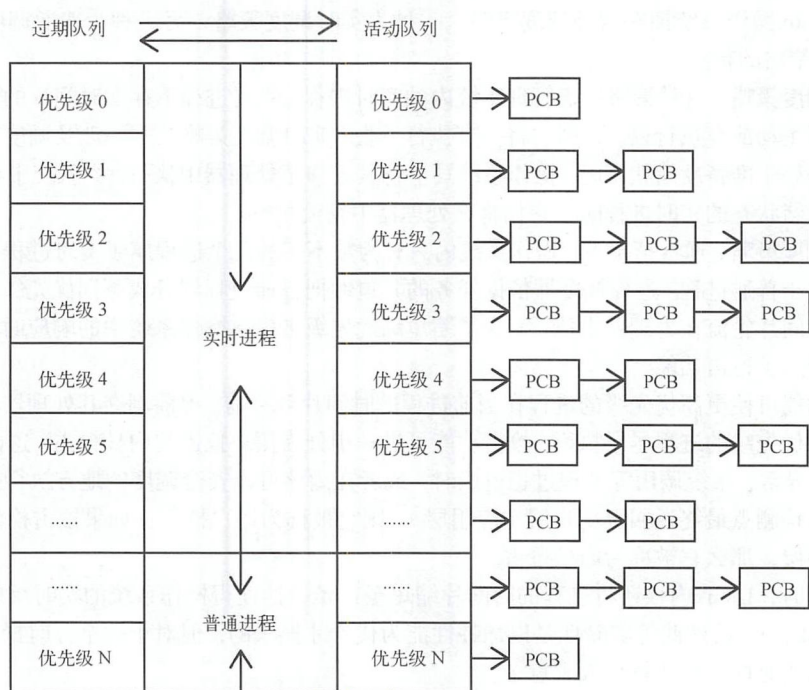 过期队列 活动队列
优先级 0 优先级 0 PCB
优先级 1 优先级 1 PCB PCB
优先级 2 优先级 2 PCB PCB PCB
优先级 3 优先级 3 PCB PCB PCB
实时进程
优先级 4 优先级 4 PCB PCB
优先级 5 优先级 5 PCB PCB PCB
...... ...... PCB PCB
...... ...... PCB PCB PCB
普通进程
优先级 N 优先级 N PCB